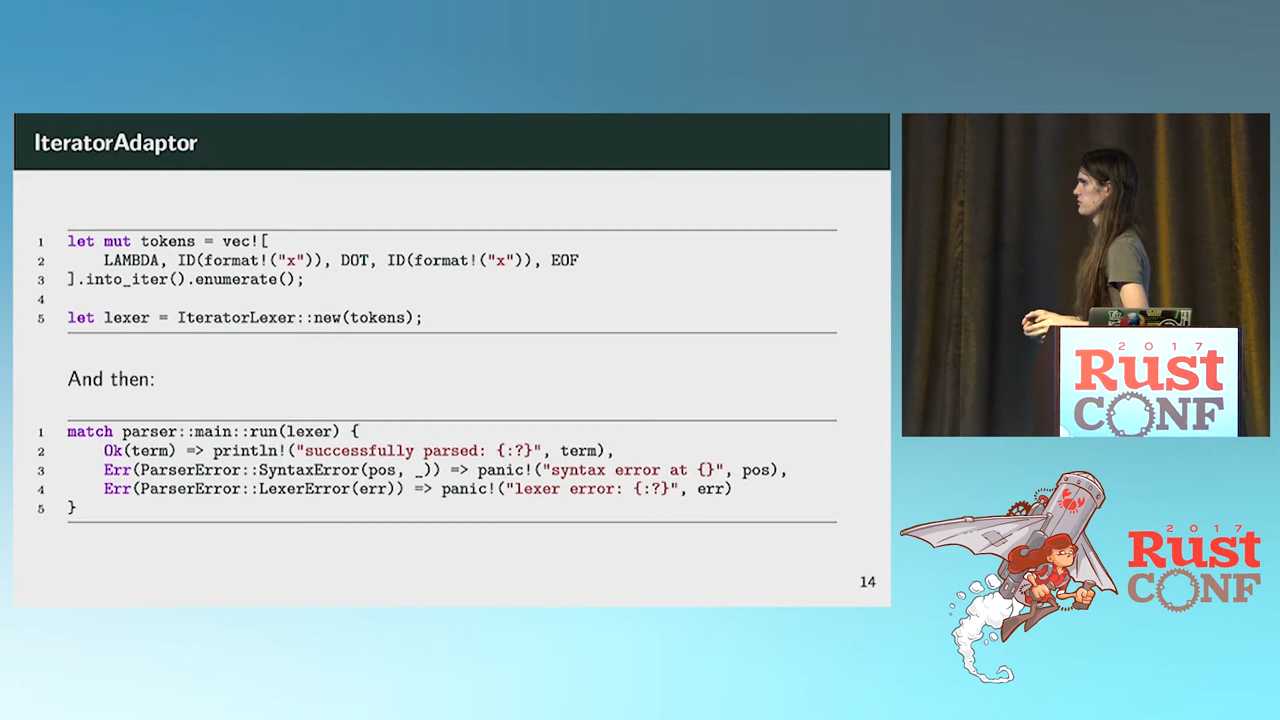 IteratorAdaptor
1 let mut tokens = vec![
2 LAMBDA, ID(format!("x")), DOT, ID(format!("x")), EOF
3 ].into_iter().enumerate();
4
5 let lexer = IteratorLexer::new(tokens);
And then:
1 match parser::main::run(lexer) {
2 Ok(term) => println!("successfully parsed: {:?}", term),
3 Err(ParserError::SyntaxError(pos, _)) => panic!("syntax error at {}", pos),
4 Err(ParserError::LexerError(err)) => panic!("lexer error: {:?}", err)
5 }
14
2017
Rust
CONF
2017
Rust
CONF